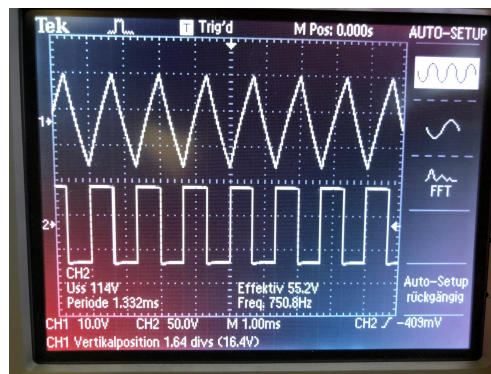 Tek T Trig'd M Pos: 0.000s AUTO-SETUP
1
FFT
2
CH2
Uss 114V Effektiv 55.2V
Periode 1.332ms Freq. 750.8Hz
Auto-Setup
rückgängig
CH1 10.0V CH2 50.0V M 1.00ms CH2 -409mV
CH1 Vertikalposition 1.64 divs (16.4V)